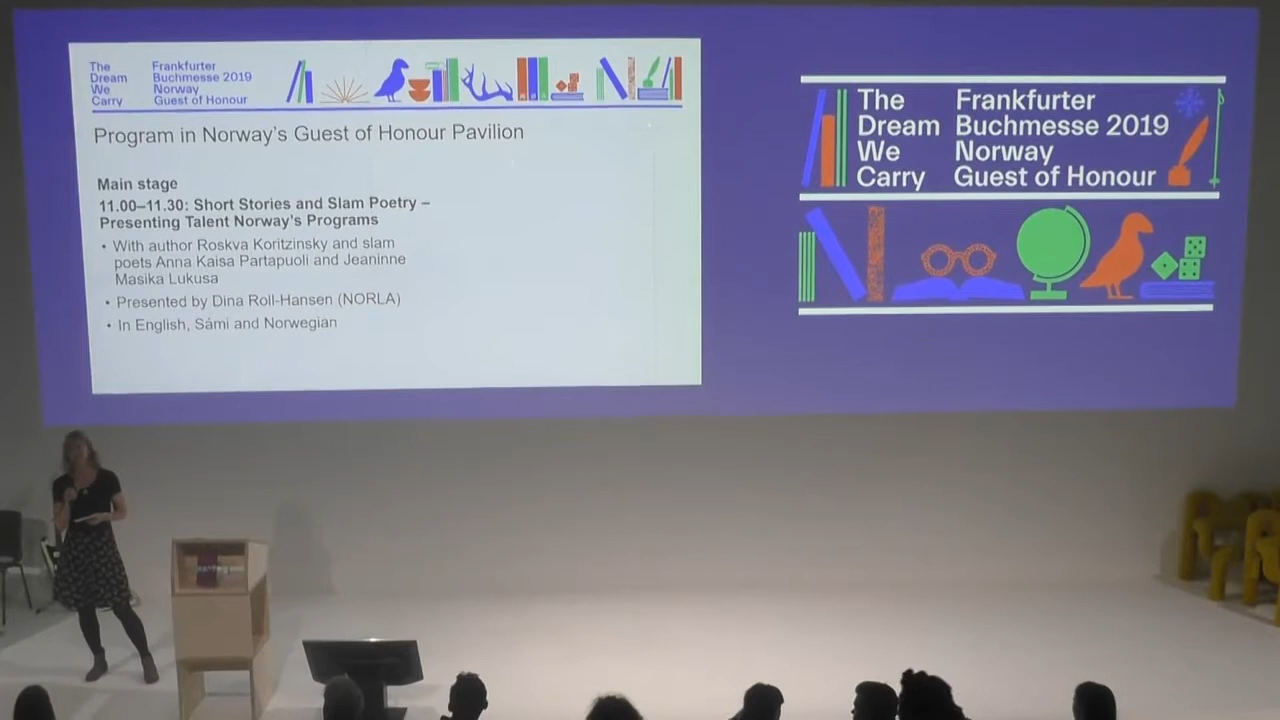 The
Dream
We
Carry
Frankfurter
Buchmesse 2019
Norway
Guest of Honour
Program in Norway's Guest of Honour Pavilion
Main stage
11.00–11.30: Short Stories and Slam Poetry –
Presenting Talent Norway's Programs
• With author Roskva Koritzinsky and slam
poets Anna Kaisa Partapuoli and Jeaninne
Masika Lukusa
• Presented by Dina Roll-Hansen (NORLA)
• In English, Sámi and Norwegian
The
Dream
We
Carry
Frankfurter
Buchmesse 2019
Norway
Guest of Honour